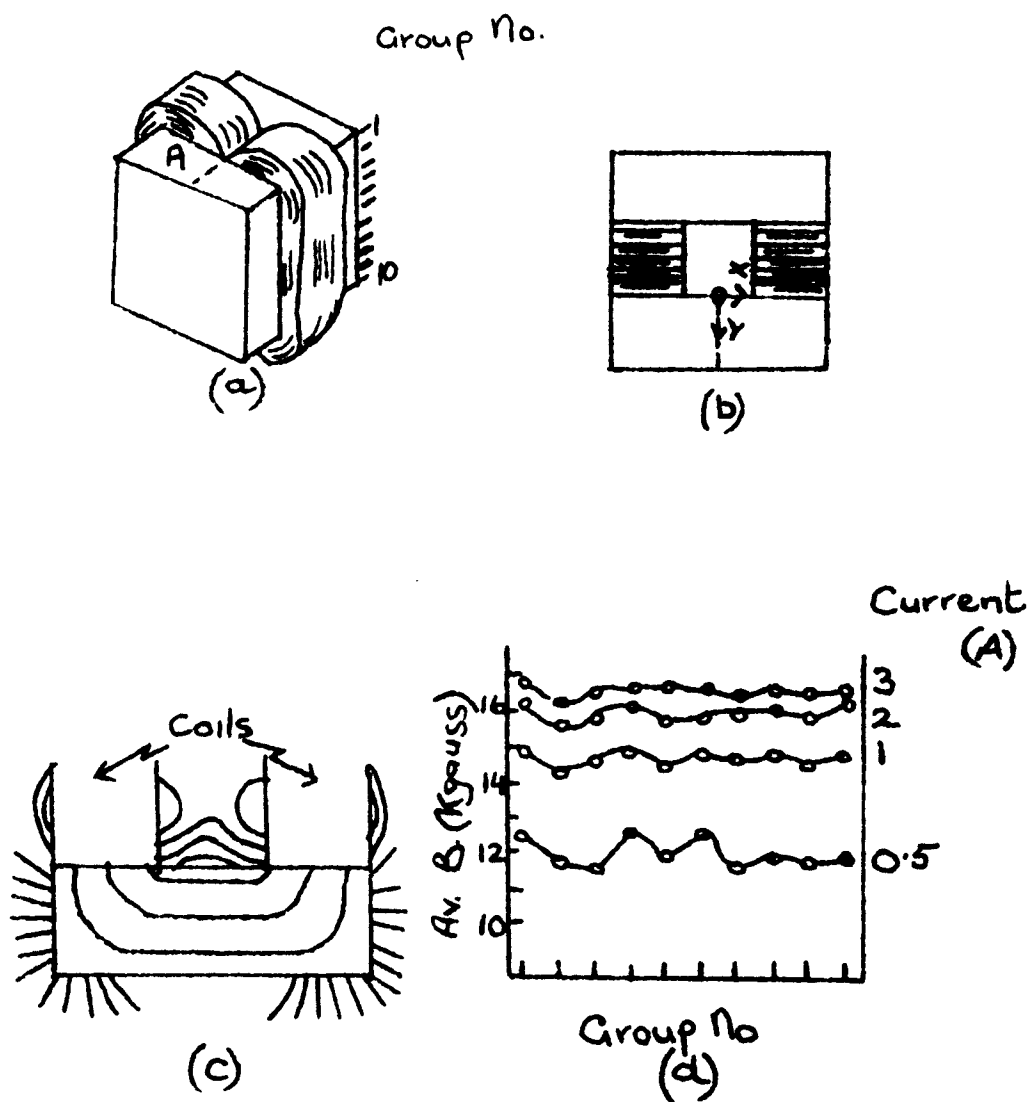 Group No.
A
1
10
(a)
X
Y
(b)
Coils
(c)
Current
(A)
Av. B (Kgauss)
16
14
12
10
3
2
1
0.5
Group No
(d)